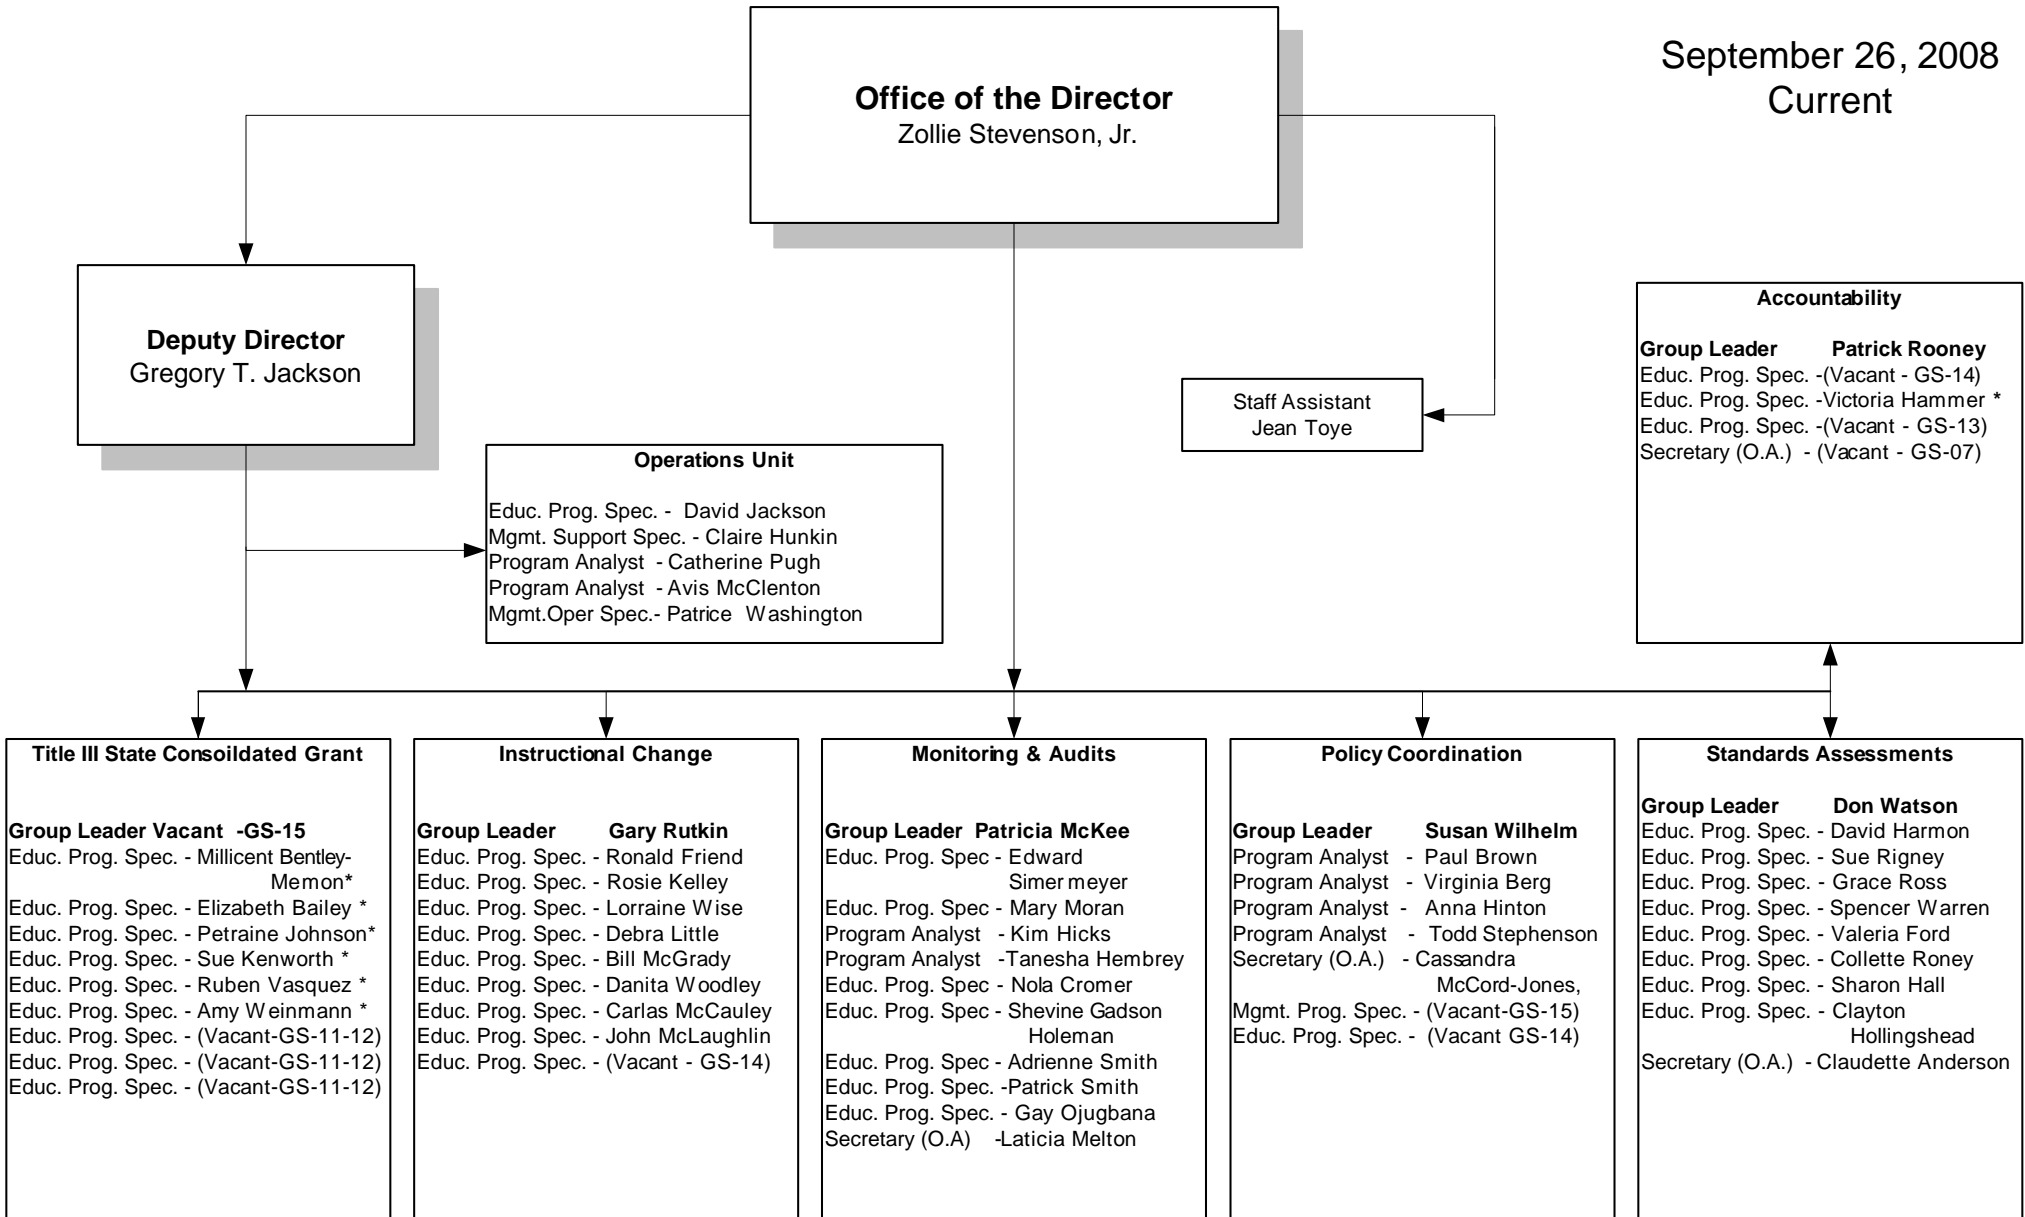 September 26, 2008
Current
Office of the Director
Zollie Stevenson, Jr.
Deputy Director
Gregory T. Jackson
Staff Assistant
Jean Toye
Operations Unit
Educ. Prog. Spec. - David Jackson
Mgmt. Support Spec. - Claire Hunkin
Program Analyst - Catherine Pugh
Program Analyst - Avis McClenton
Mgmt.Oper Spec.- Patrice Washington
Accountability
Group Leader Patrick Rooney
Educ. Prog. Spec. -(Vacant - GS-14)
Educ. Prog. Spec. -Victoria Hammer *
Educ. Prog. Spec. -(Vacant - GS-13)
Secretary (O.A.) - (Vacant - GS-07)
Title III State Consoildated Grant
Group Leader Vacant -GS-15
Educ. Prog. Spec. - Millicent Bentley-
Memon*
Educ. Prog. Spec. - Elizabeth Bailey *
Educ. Prog. Spec. - Petraine Johnson*
Educ. Prog. Spec. - Sue Kenworth *
Educ. Prog. Spec. - Ruben Vasquez *
Educ. Prog. Spec. - Amy Weinmann *
Educ. Prog. Spec. - (Vacant-GS-11-12)
Educ. Prog. Spec. - (Vacant-GS-11-12)
Educ. Prog. Spec. - (Vacant-GS-11-12)
Instructional Change
Group Leader Gary Rutkin
Educ. Prog. Spec. - Ronald Friend
Educ. Prog. Spec. - Rosie Kelley
Educ. Prog. Spec. - Lorraine Wise
Educ. Prog. Spec. - Debra Little
Educ. Prog. Spec. - Bill McGrady
Educ. Prog. Spec. - Danita Woodley
Educ. Prog. Spec. - Carlas McCauley
Educ. Prog. Spec. - John McLaughlin
Educ. Prog. Spec. - (Vacant - GS-14)
Monitoring & Audits
Group Leader Patricia McKee
Educ. Prog. Spec - Edward
Simermeyer
Educ. Prog. Spec - Mary Moran
Program Analyst - Kim Hicks
Program Analyst -Tanesha Hembrey
Educ. Prog. Spec - Nola Cromer
Educ. Prog. Spec - Shevine Gadson
Holeman
Educ. Prog. Spec - Adrienne Smith
Educ. Prog. Spec. -Patrick Smith
Educ. Prog. Spec. - Gay Ojugbana
Secretary (O.A) -Laticia Melton
Policy Coordination
Group Leader Susan Wilhelm
Program Analyst - Paul Brown
Program Analyst - Virginia Berg
Program Analyst - Anna Hinton
Program Analyst - Todd Stephenson
Secretary (O.A.) - Cassandra
McCord-Jones,
Mgmt. Prog. Spec. - (Vacant-GS-15)
Educ. Prog. Spec. - (Vacant GS-14)
Standards Assessments
Group Leader Don Watson
Educ. Prog. Spec. - David Harmon
Educ. Prog. Spec. - Sue Rigney
Educ. Prog. Spec. - Grace Ross
Educ. Prog. Spec. - Spencer Warren
Educ. Prog. Spec. - Valeria Ford
Educ. Prog. Spec. - Collette Roney
Educ. Prog. Spec. - Sharon Hall
Educ. Prog. Spec. - Clayton
Hollingshead
Secretary (O.A.) - Claudette Anderson